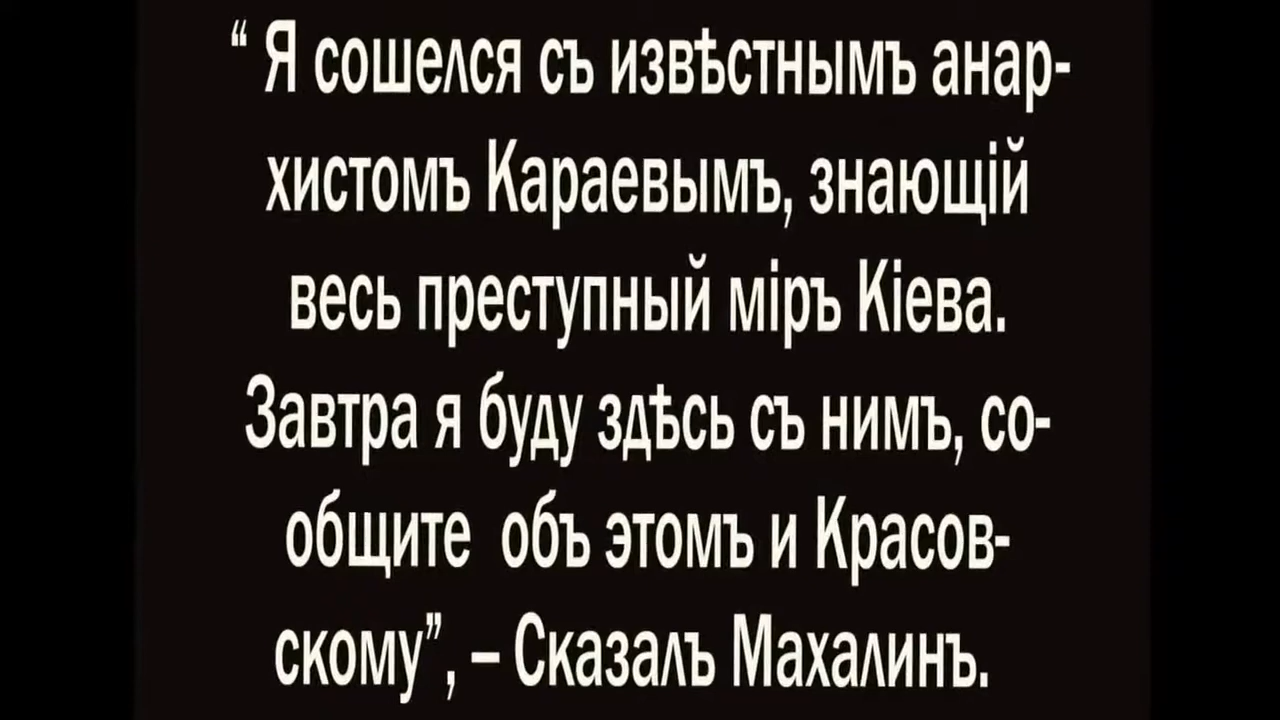 “ Я сошелся съ извѣстнымъ анар-
хистомъ Караевымъ, знающій
весь преступный міръ Кіева.
Завтра я буду здѣсь съ нимъ, со-
общите объ этомъ и Красов-
скому”, – Сказалъ Махалинъ.